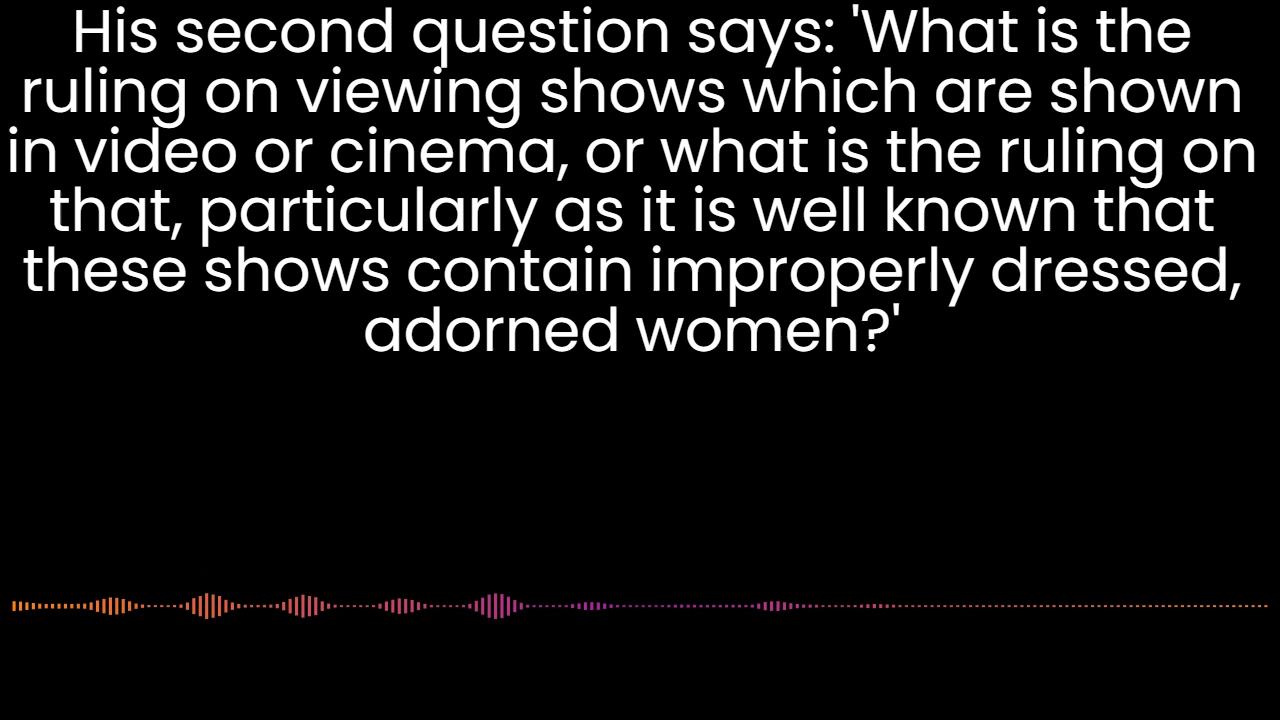 His second question says: 'What is the
ruling on viewing shows which are shown
in video or cinema, or what is the ruling on
that, particularly as it is well known that
these shows contain improperly dressed,
adorned women?'